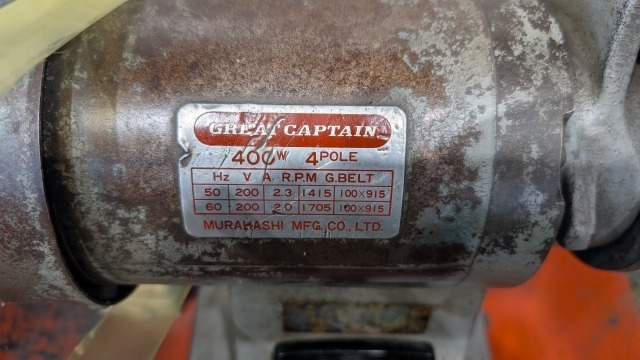 GREAT CAPTAIN
400W 4POLE
Hz V A. R.P.M G.BELT
50 200 2.3 1415 100×915
60 200 2.0 1705 100×915
MURAHASHI MFG. CO., LTD.